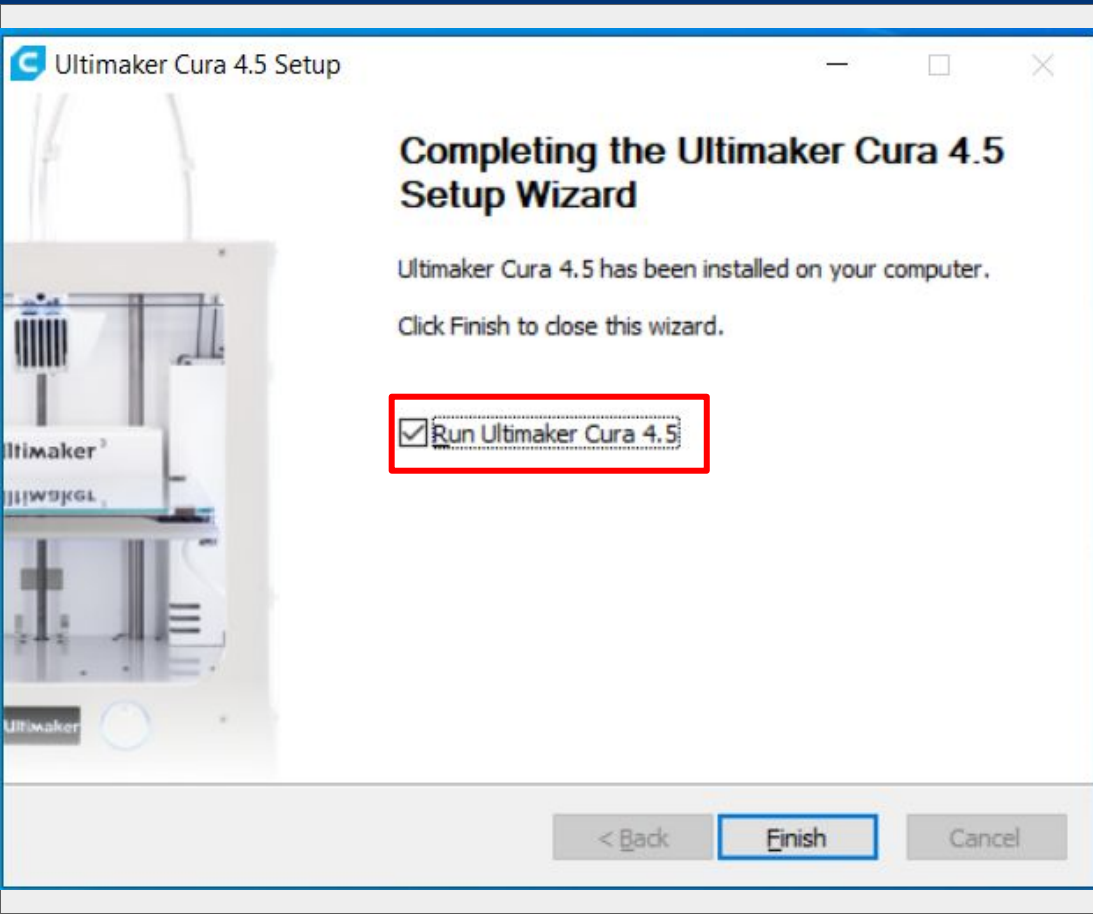 Ultimaker Cura 4.5 Setup
Completing the Ultimaker Cura 4.5
Setup Wizard
Ultimaker Cura 4.5 has been installed on your computer.
Click Finish to close this wizard.
Run Ultimaker Cura 4.5
ltimaker³
Ultimaker
< Back Finish Cancel